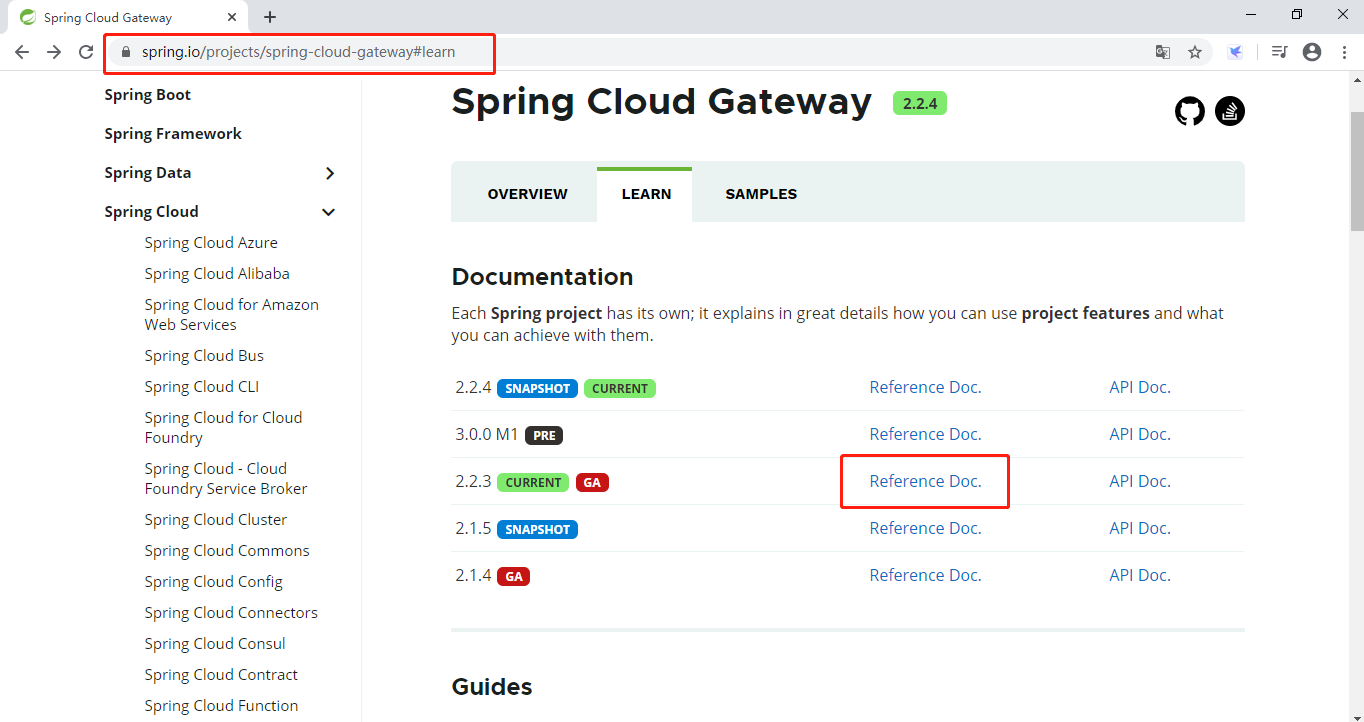 Spring Cloud Gateway
spring.io/projects/spring-cloud-gateway#learn
Spring Boot
Spring Framework
Spring Data
Spring Cloud
Spring Cloud Azure
Spring Cloud Alibaba
Spring Cloud for Amazon
Web Services
Spring Cloud Bus
Spring Cloud CLI
Spring Cloud for Cloud
Foundry
Spring Cloud - Cloud
Foundry Service Broker
Spring Cloud Cluster
Spring Cloud Commons
Spring Cloud Config
Spring Cloud Connectors
Spring Cloud Consul
Spring Cloud Contract
Spring Cloud Function
Spring Cloud Gateway 2.2.4
OVERVIEW LEARN SAMPLES
Documentation
Each Spring project has its own; it explains in great details how you can use project features and what
you can achieve with them.
2.2.4 SNAPSHOT CURRENT Reference Doc. API Doc.
3.0.0 M1 PRE Reference Doc. API Doc.
2.2.3 CURRENT GA Reference Doc. API Doc.
2.1.5 SNAPSHOT Reference Doc. API Doc.
2.1.4 GA Reference Doc. API Doc.
Guides